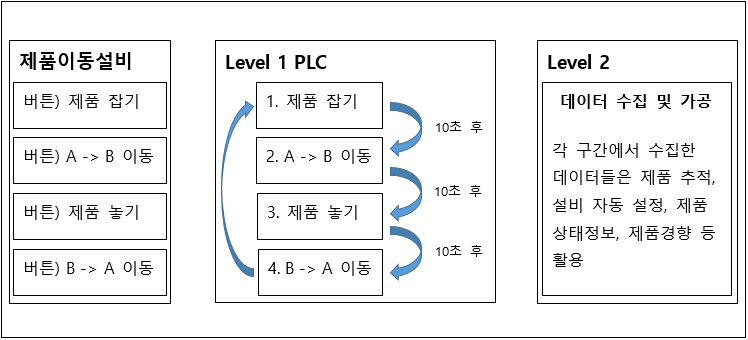 제품이동설비
버튼) 제품 잡기
버튼) A -> B 이동
버튼) 제품 놓기
버튼) B -> A 이동
Level 1 PLC
1. 제품 잡기
10초 후
2. A -> B 이동
10초 후
3. 제품 놓기
10초 후
4. B -> A 이동
Level 2
데이터 수집 및 가공
각 구간에서 수집한
데이터들은 제품 추적,
설비 자동 설정, 제품
상태정보, 제품경향 등
활용